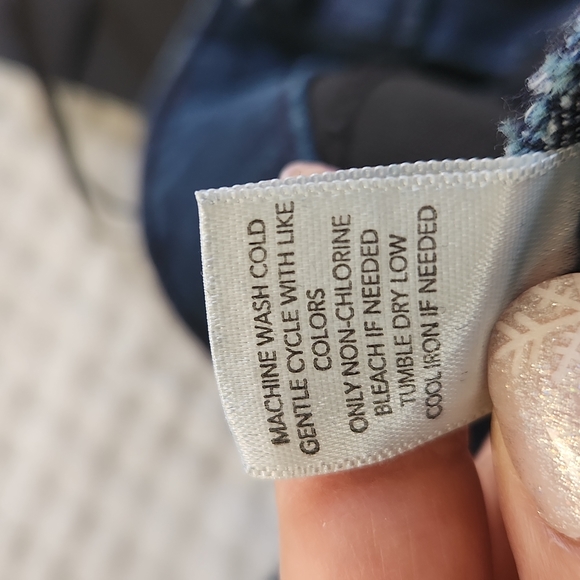 MACHINE WASH COLD
GENTLE CYCLE WITH LIKE
COLORS
ONLY NON-CHLORINE
BLEACH IF NEEDED
TUMBLE DRY LOW
COOL IRON IF NEEDED